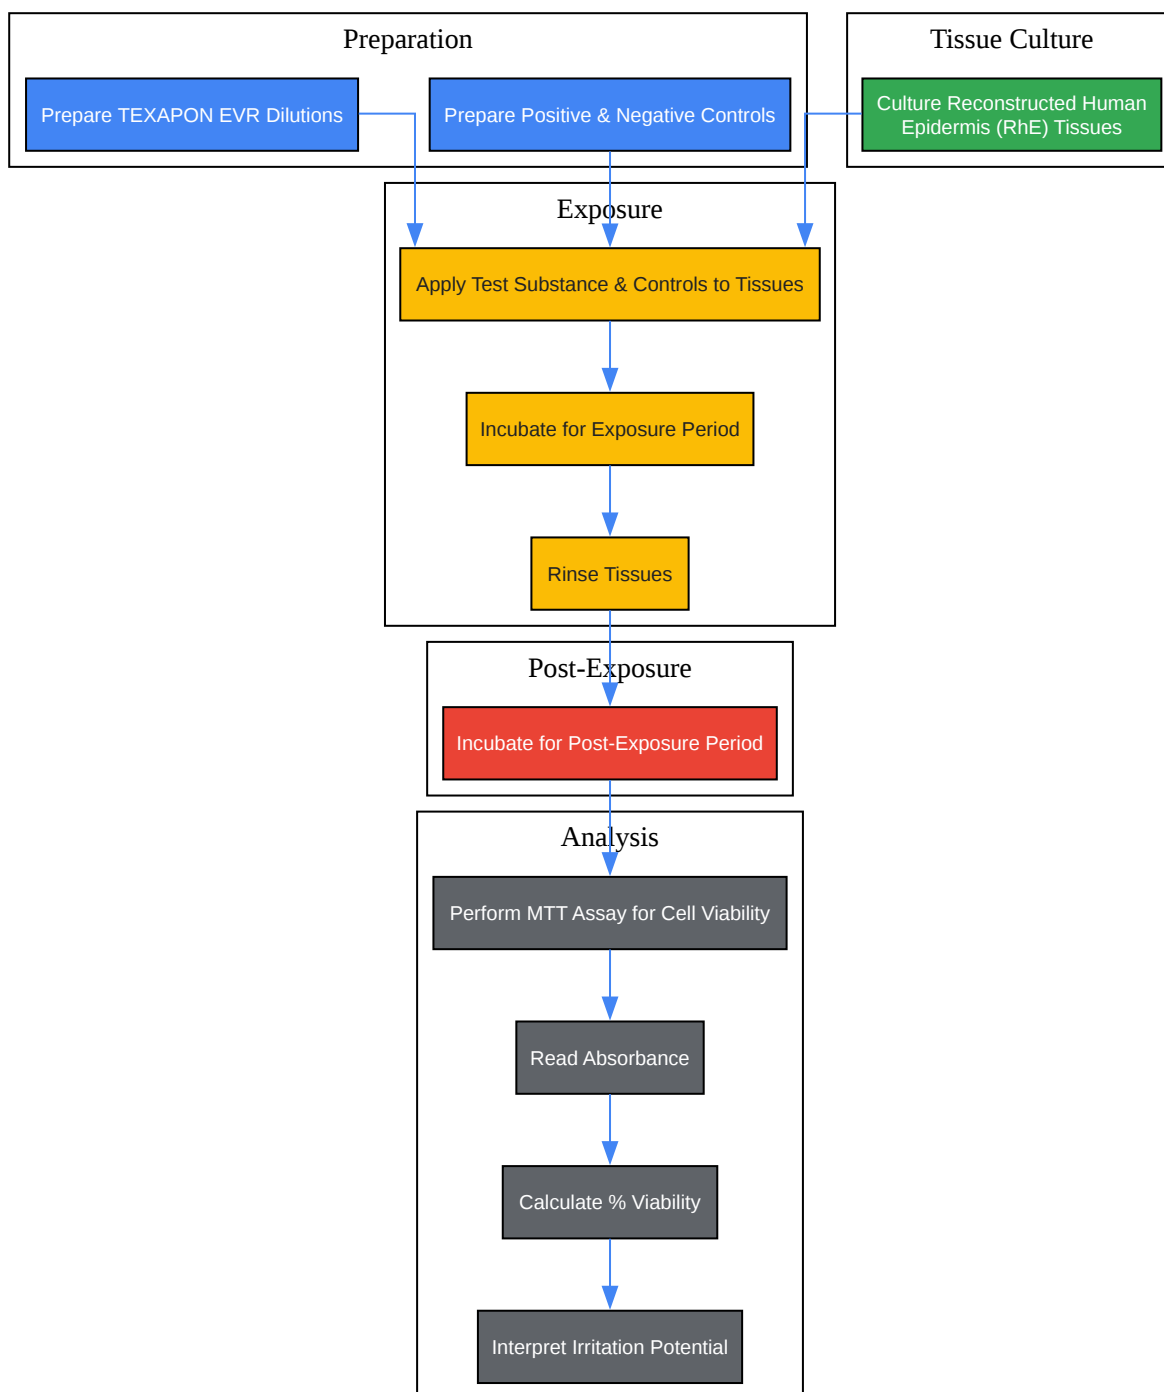 Preparation
Tissue Culture
Prepare TEXAPON EVR Dilutions
Prepare Positive & Negative Controls
Culture Reconstructed Human
Epidermis (RhE) Tissues
Exposure
Apply Test Substance & Controls to Tissues
Incubate for Exposure Period
Rinse Tissues
Post-Exposure
Incubate for Post-Exposure Period
Analysis
Perform MTT Assay for Cell Viability
Read Absorbance
Calculate % Viability
Interpret Irritation Potential